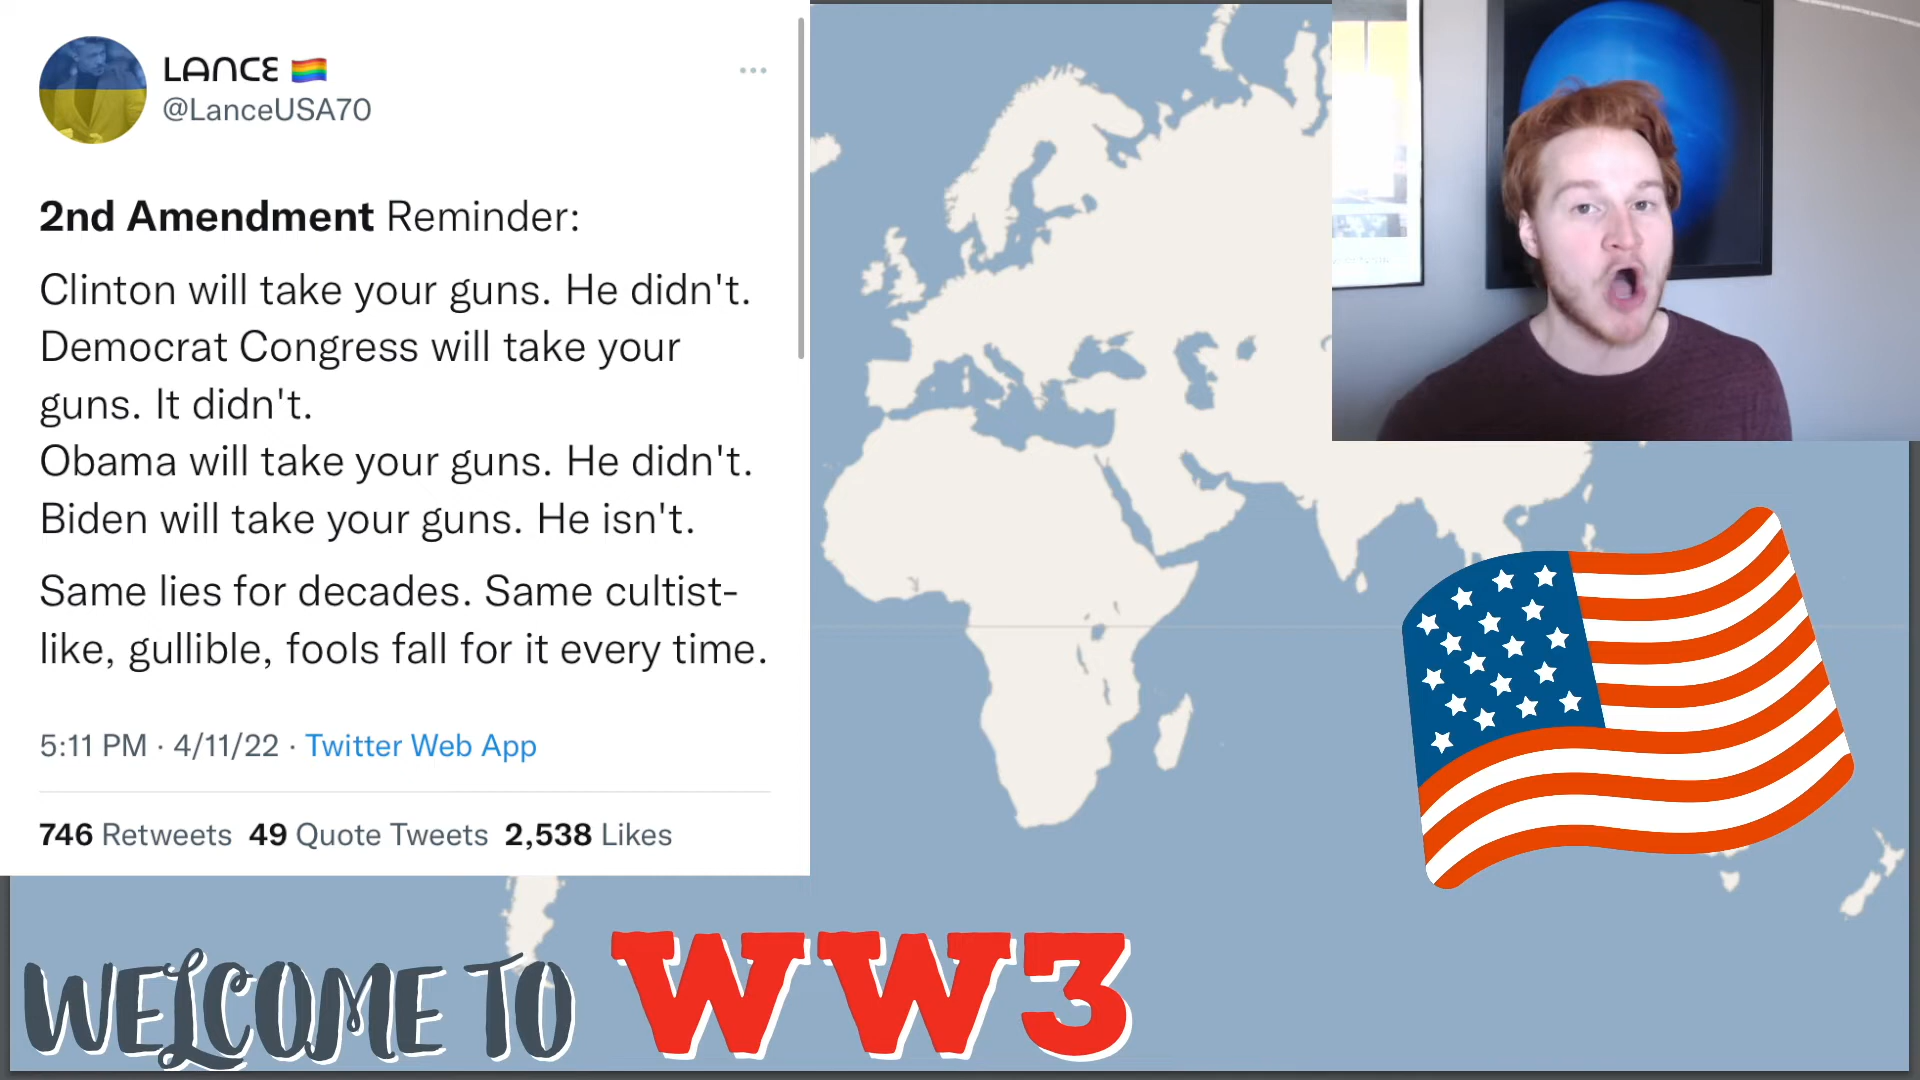 LANCE 🏳️‍🌈
@LanceUSA70
2nd Amendment Reminder:
Clinton will take your guns. He didn't.
Democrat Congress will take your
guns. It didn't.
Obama will take your guns. He didn't.
Biden will take your guns. He isn't.
Same lies for decades. Same cultist-
like, gullible, fools fall for it every time.
5:11 PM · 4/11/22 · Twitter Web App
746 Retweets 49 Quote Tweets 2,538 Likes
WELCOME TO WW3